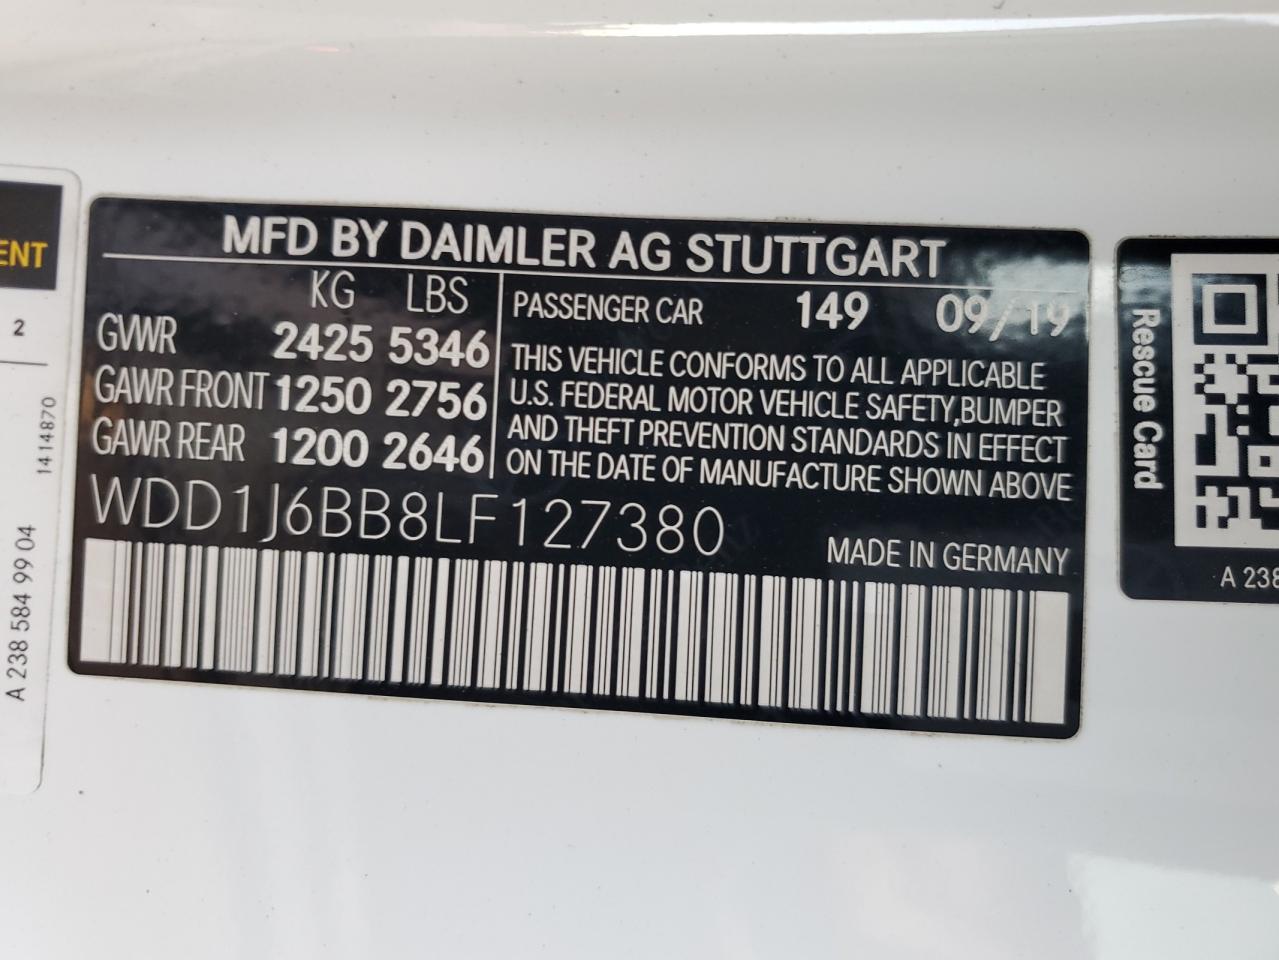 MFD BY DAIMLER AG STUTTGART
KG LBS
GVWR 2425 5346
GAWR FRONT 1250 2756
GAWR REAR 1200 2646
PASSENGER CAR 149 09/19
THIS VEHICLE CONFORMS TO ALL APPLICABLE
U.S. FEDERAL MOTOR VEHICLE SAFETY,BUMPER
AND THEFT PREVENTION STANDARDS IN EFFECT
ON THE DATE OF MANUFACTURE SHOWN ABOVE
WDD1J6BB8LF127380
MADE IN GERMANY
ENT
2
1414870
A 238 584 99 04
Rescue Card
A 238